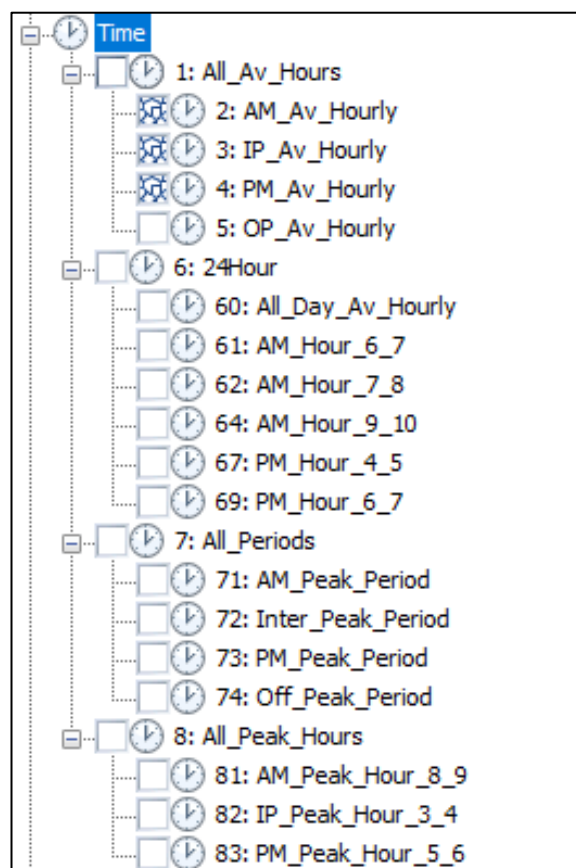 Time
1: All_Av_Hours
2: AM_Av_Hourly
3: IP_Av_Hourly
4: PM_Av_Hourly
5: OP_Av_Hourly
6: 24Hour
60: All_Day_Av_Hourly
61: AM_Hour_6_7
62: AM_Hour_7_8
64: AM_Hour_9_10
67: PM_Hour_4_5
69: PM_Hour_6_7
7: All_Periods
71: AM_Peak_Period
72: Inter_Peak_Period
73: PM_Peak_Period
74: Off_Peak_Period
8: All_Peak_Hours
81: AM_Peak_Hour_8_9
82: IP_Peak_Hour_3_4
83: PM_Peak_Hour_5_6